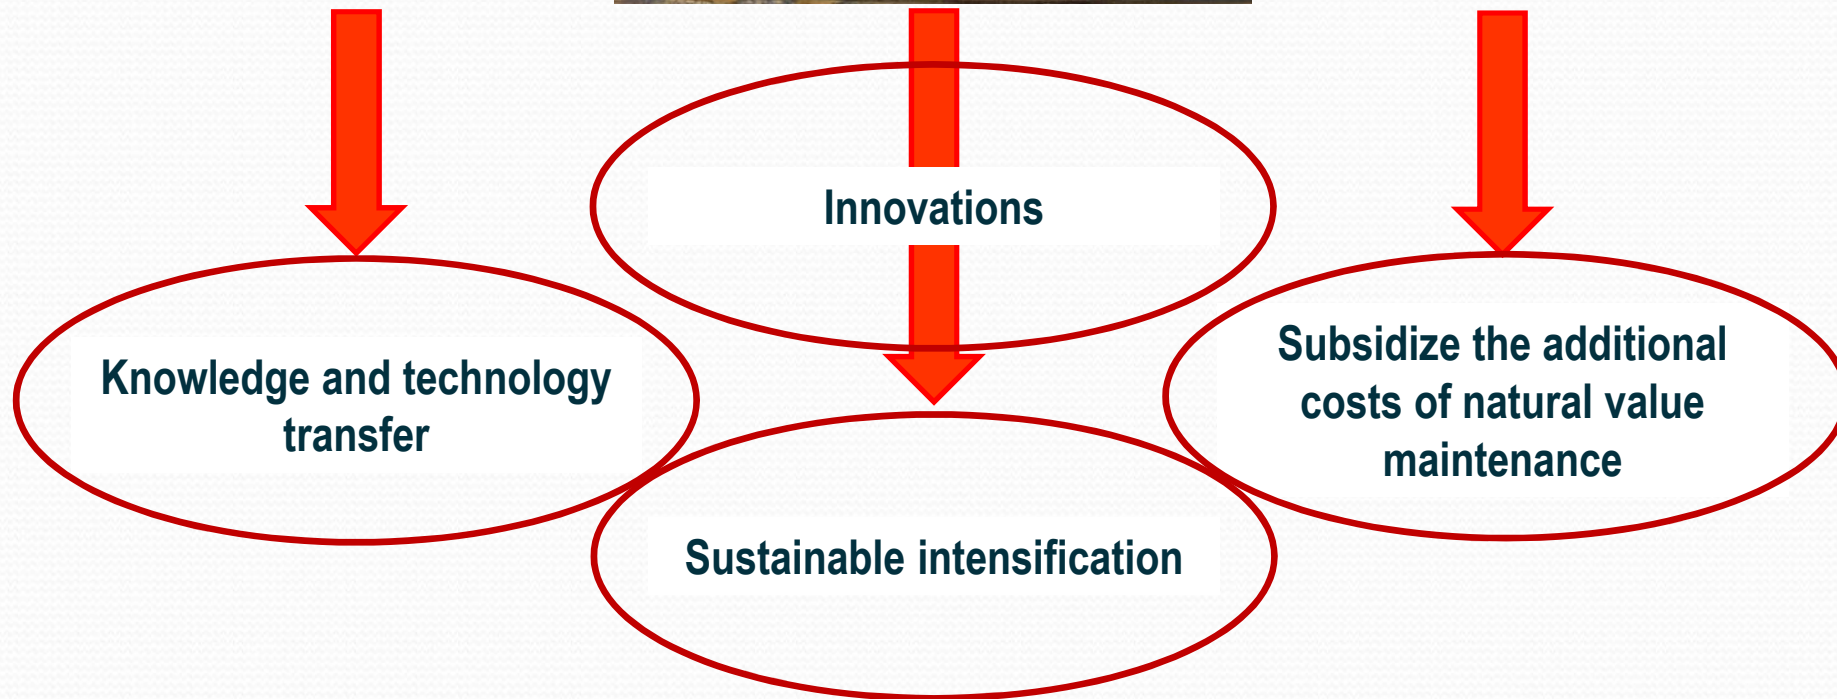 Innovations
Knowledge and technology
transfer
Subsidize the additional
costs of natural value
maintenance
Sustainable intensification